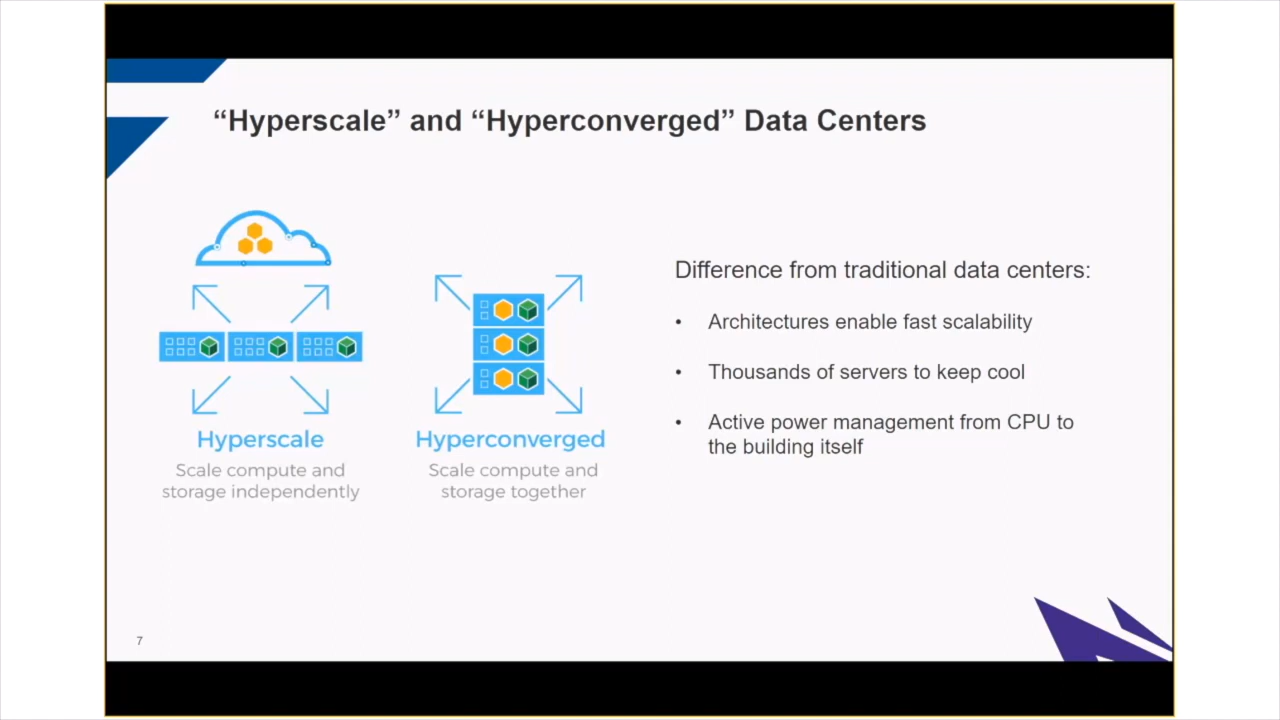 “Hyperscale” and “Hyperconverged” Data Centers
Hyperscale
Scale compute and
storage independently
Hyperconverged
Scale compute and
storage together
Difference from traditional data centers:
• Architectures enable fast scalability
• Thousands of servers to keep cool
• Active power management from CPU to
the building itself
7